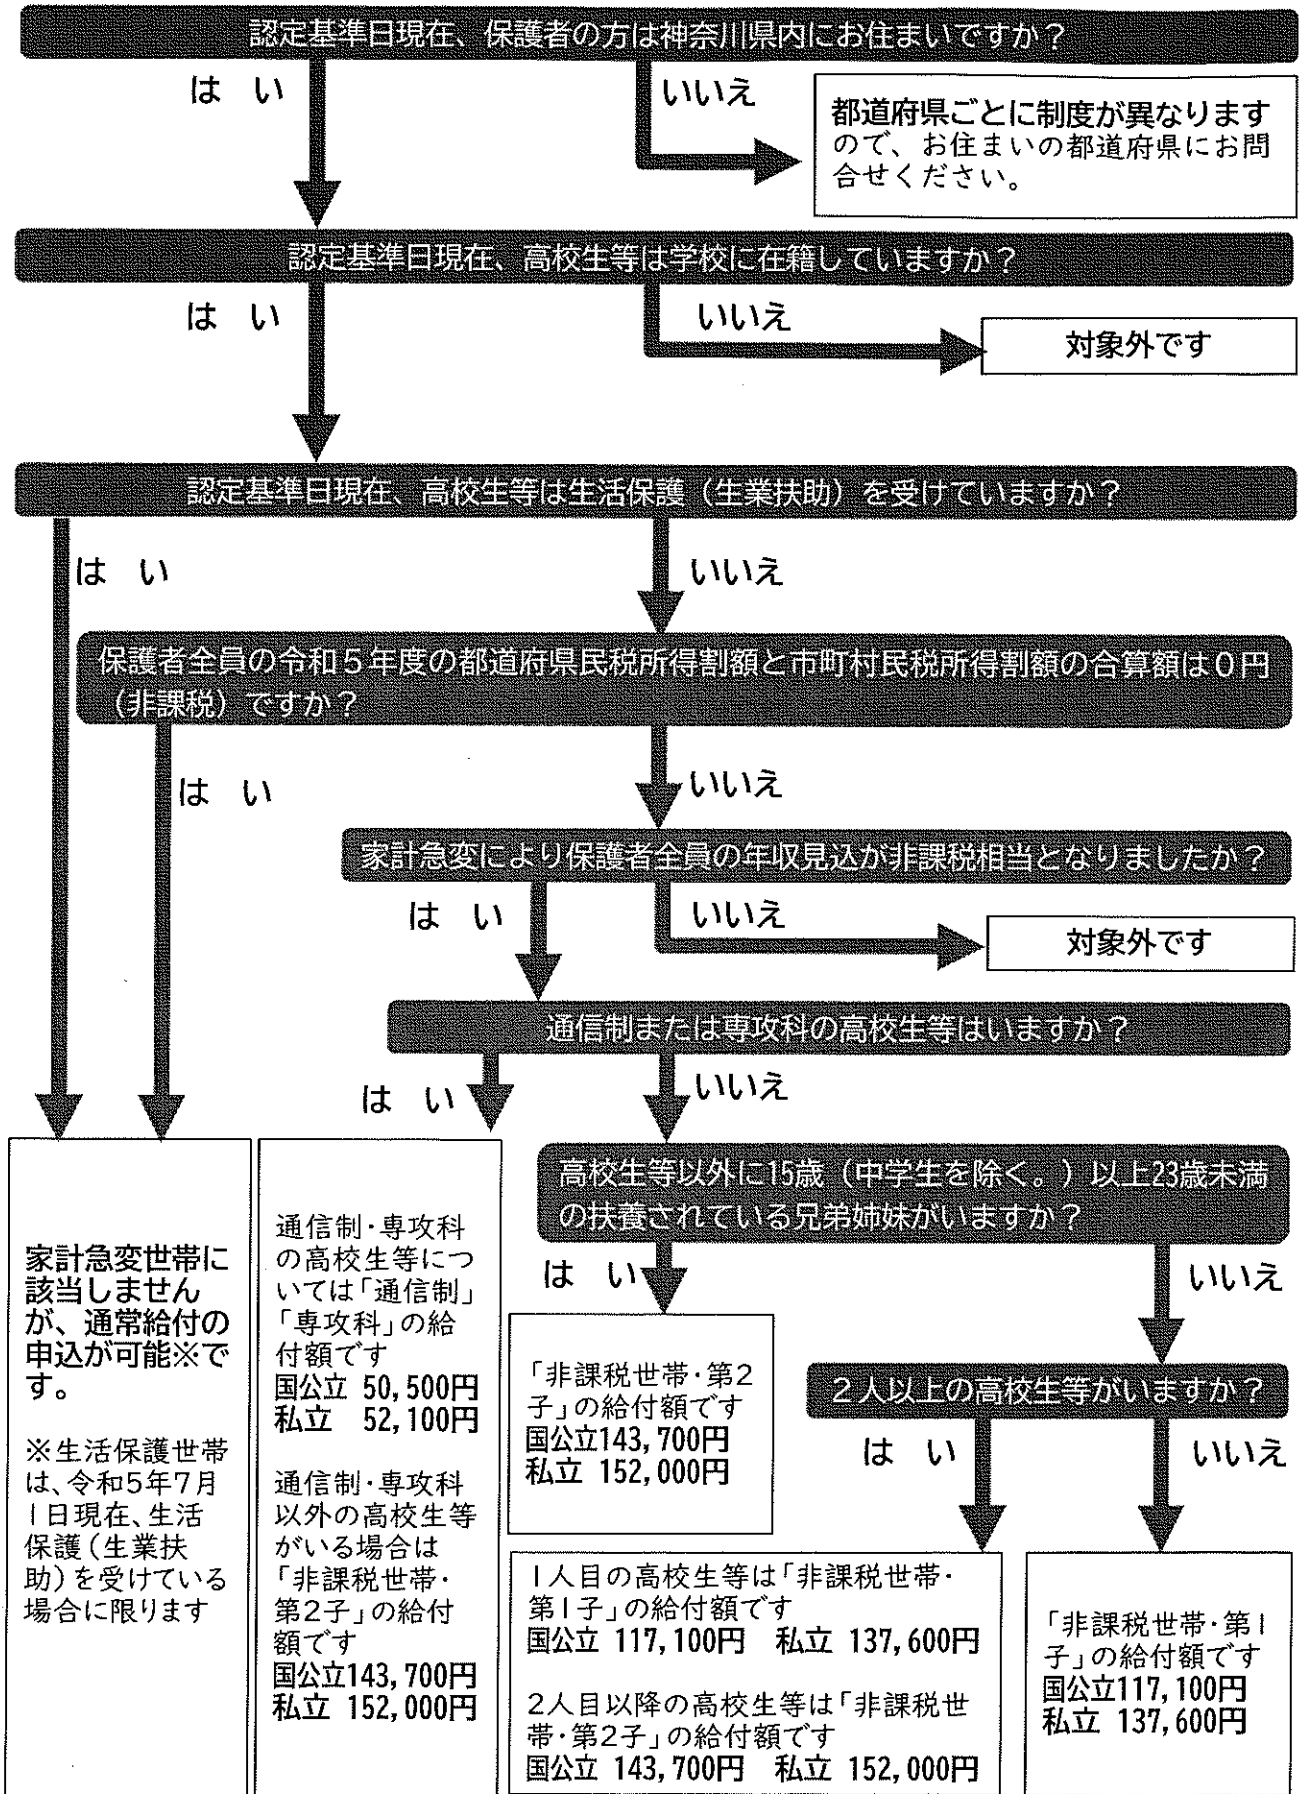 認定基準日現在、保護者の方は神奈川県内にお住まいですか？
は い
いいえ
都道府県ごとに制度が異なります
ので、お住まいの都道府県にお問
合せください。
認定基準日現在、高校生等は学校に在籍していますか？
は い
いいえ
対象外です
認定基準日現在、高校生等は生活保護（生業扶助）を受けていますか？
は い
いいえ
保護者全員の令和５年度の都道府県民税所得割額と市町村民税所得割額の合算額は０円
（非課税）ですか？
は い
いいえ
家計急変により保護者全員の年収見込が非課税相当となりましたか？
は い
いいえ
対象外です
通信制または専攻科の高校生等はいますか？
は い
いいえ
家計急変世帯に
該当しません
が、通常給付の
申込が可能※で
す。
※生活保護世帯
は、令和5年7月
1日現在、生活
保護（生業扶
助）を受けている
場合に限ります
通信制・専攻科
の高校生等につ
いては「通信制」
「専攻科」の給
付額です
国公立 50,500円
私立 52,100円
通信制・専攻科
以外の高校生等
がいる場合は
「非課税世帯・
第2子」の給付
額です
国公立143,700円
私立 152,000円
高校生等以外に15歳（中学生を除く。）以上23歳未満
の扶養されている兄弟姉妹がいますか？
は い
いいえ
「非課税世帯・第2
子」の給付額です
国公立143,700円
私立 152,000円
２人以上の高校生等がいますか？
は い
いいえ
1人目の高校生等は「非課税世帯・
第1子」の給付額です
国公立 117,100円 私立 137,600円
2人目以降の高校生等は「非課税世
帯・第2子」の給付額です
国公立 143,700円 私立 152,000円
「非課税世帯・第1
子」の給付額です
国公立117,100円
私立 137,600円